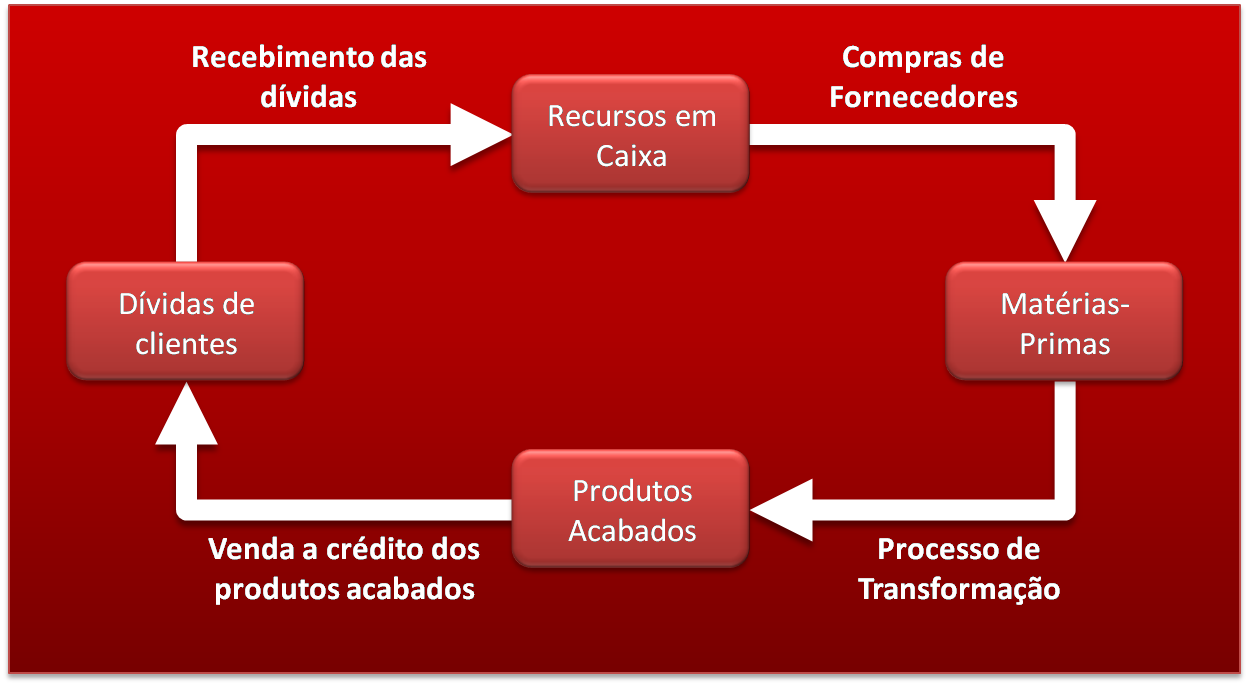 Recebimento das
dívidas
Recursos em
Caixa
Compras de
Fornecedores
Matérias-
Primas
Processo de
Transformação
Produtos
Acabados
Venda a crédito dos
produtos acabados
Dívidas de
clientes